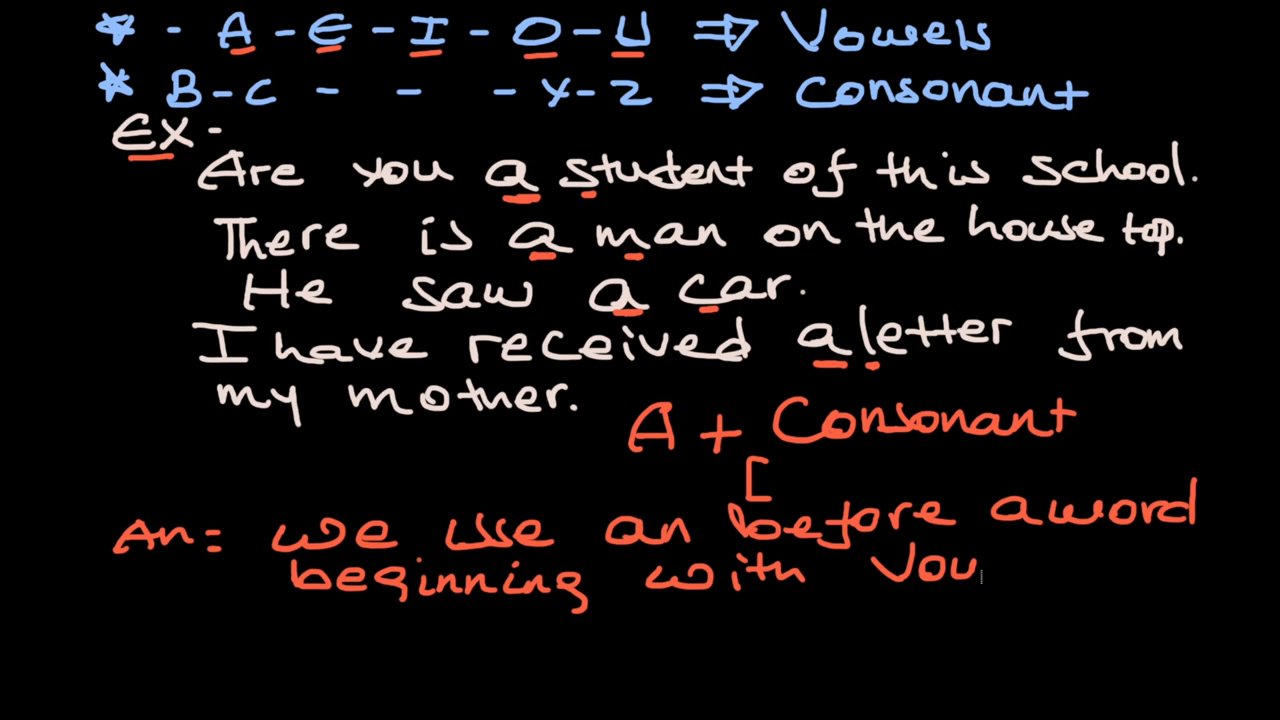 * - A - E - I - O - U ⇒ Vowels
* B - C - - - Y - Z ⇒ Consonant
EX -
Are you a student of this school.
There is a man on the house top.
He saw a car.
I have received a letter from
my mother.
A + Consonant
[
An = we use an before a word
beginning with Vou